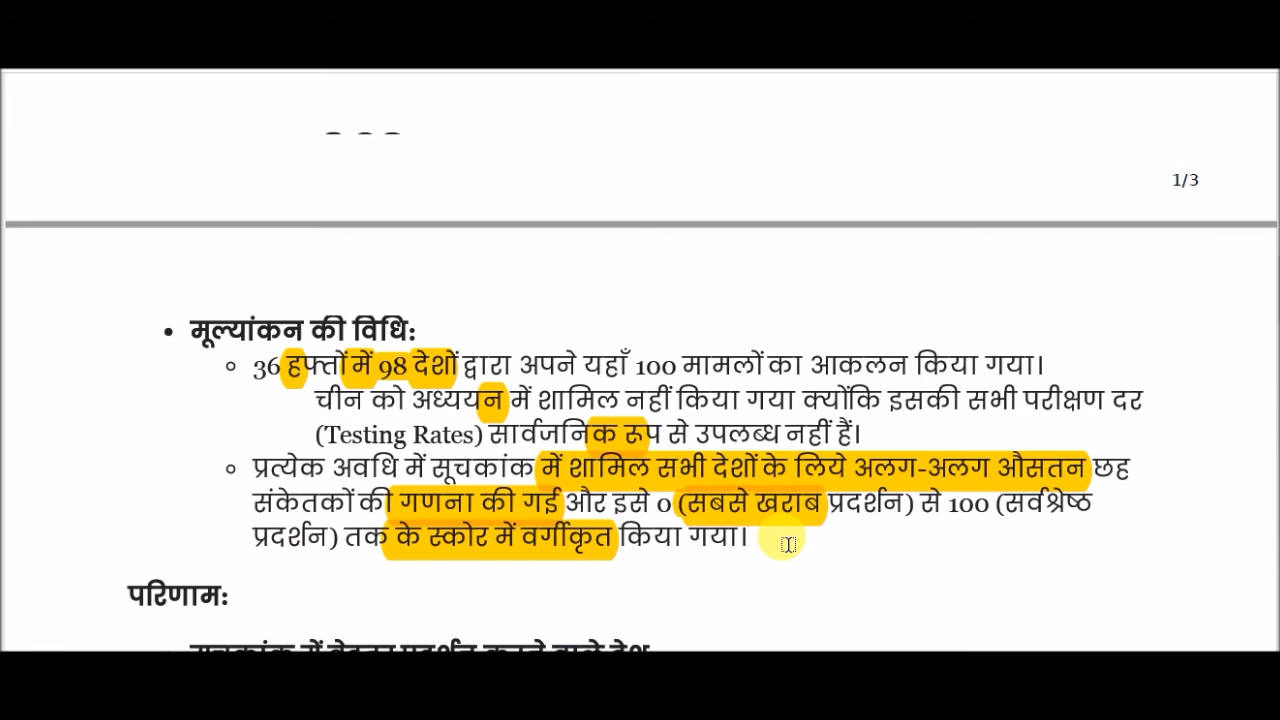 1/3
• मूल्यांकन की विधि:
○ 36 हफ्तों में 98 देशों द्वारा अपने यहाँ 100 मामलों का आकलन किया गया।
चीन को अध्ययन में शामिल नहीं किया गया क्योंकि इसकी सभी परीक्षण दर
(Testing Rates) सार्वजनिक रूप से उपलब्ध नहीं हैं।
○ प्रत्येक अवधि में सूचकांक में शामिल सभी देशों के लिये अलग-अलग औसतन छह
संकेतकों की गणना की गई और इसे 0 (सबसे खराब प्रदर्शन) से 100 (सर्वश्रेष्ठ
प्रदर्शन) तक के स्कोर में वर्गीकृत किया गया।
परिणाम: